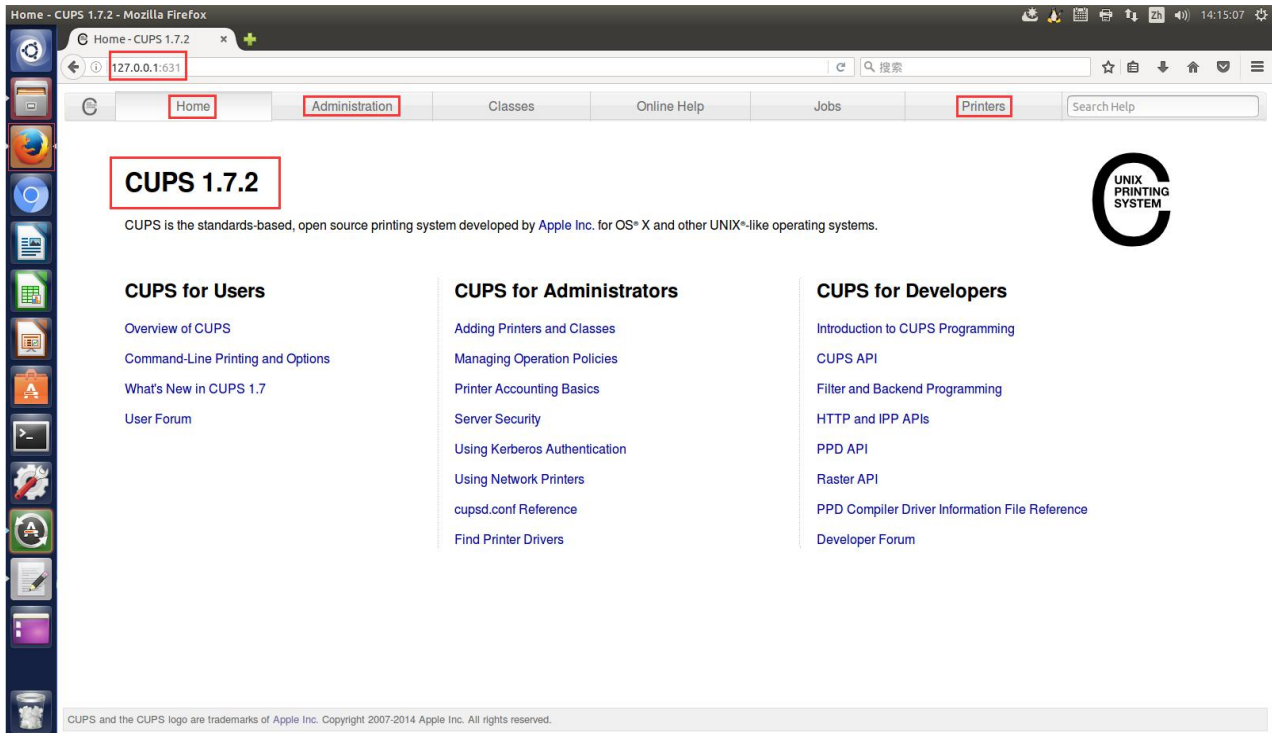 Home - CUPS 1.7.2 - Mozilla Firefox
Zh 14:15:07
Home - CUPS 1.7.2
127.0.0.1:631
搜索
Home Administration Classes Online Help Jobs Printers Search Help
CUPS 1.7.2
UNIX
PRINTING
SYSTEM
CUPS is the standards-based, open source printing system developed by Apple Inc. for OS® X and other UNIX®-like operating systems.
CUPS for Users
Overview of CUPS
Command-Line Printing and Options
What's New in CUPS 1.7
User Forum
CUPS for Administrators
Adding Printers and Classes
Managing Operation Policies
Printer Accounting Basics
Server Security
Using Kerberos Authentication
Using Network Printers
cupsd.conf Reference
Find Printer Drivers
CUPS for Developers
Introduction to CUPS Programming
CUPS API
Filter and Backend Programming
HTTP and IPP APIs
PPD API
Raster API
PPD Compiler Driver Information File Reference
Developer Forum
CUPS and the CUPS logo are trademarks of Apple Inc. Copyright 2007-2014 Apple Inc. All rights reserved.